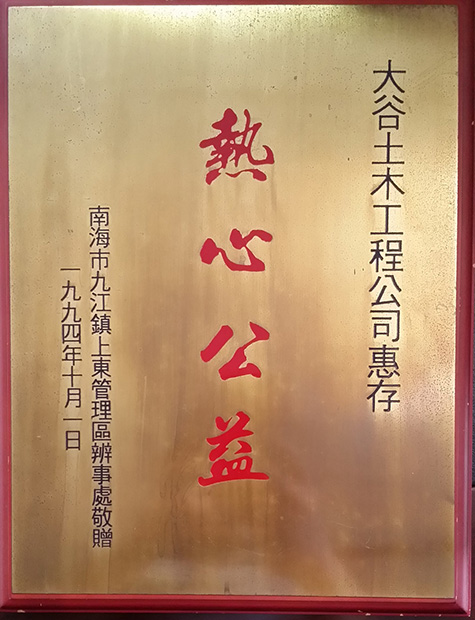 大谷土木工程公司惠存
熱心公益
南海市九江鎮上東管理區辦事處敬贈
一九九四年十月一日